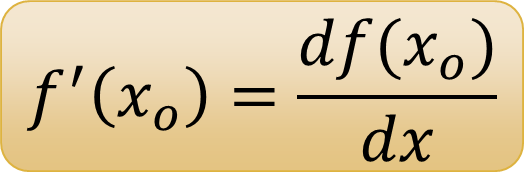 f′(xₒ) = df(xₒ)/dx